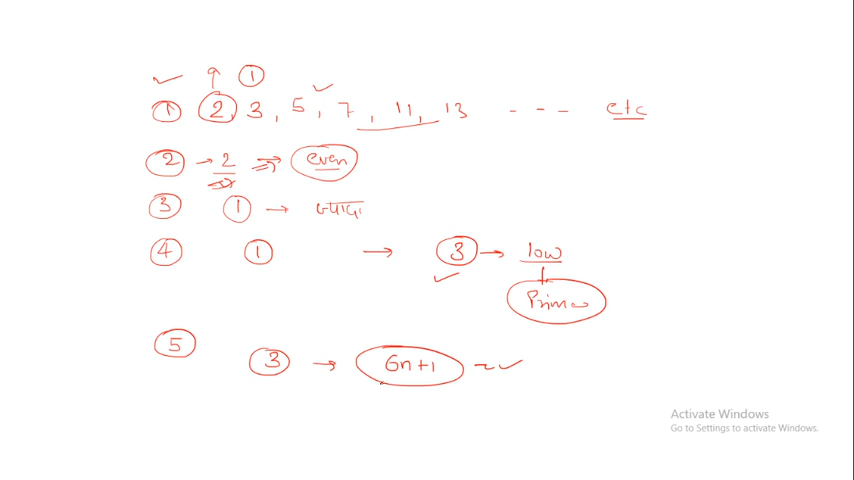 ①
① 2, 3, 5, 7, 11, 13 - - - etc
② → 2 ⇒ even
③ ① →
④ ① → ③ → low
Prime
⑤ ③ → 6n+1
Activate Windows
Go to Settings to activate Windows.